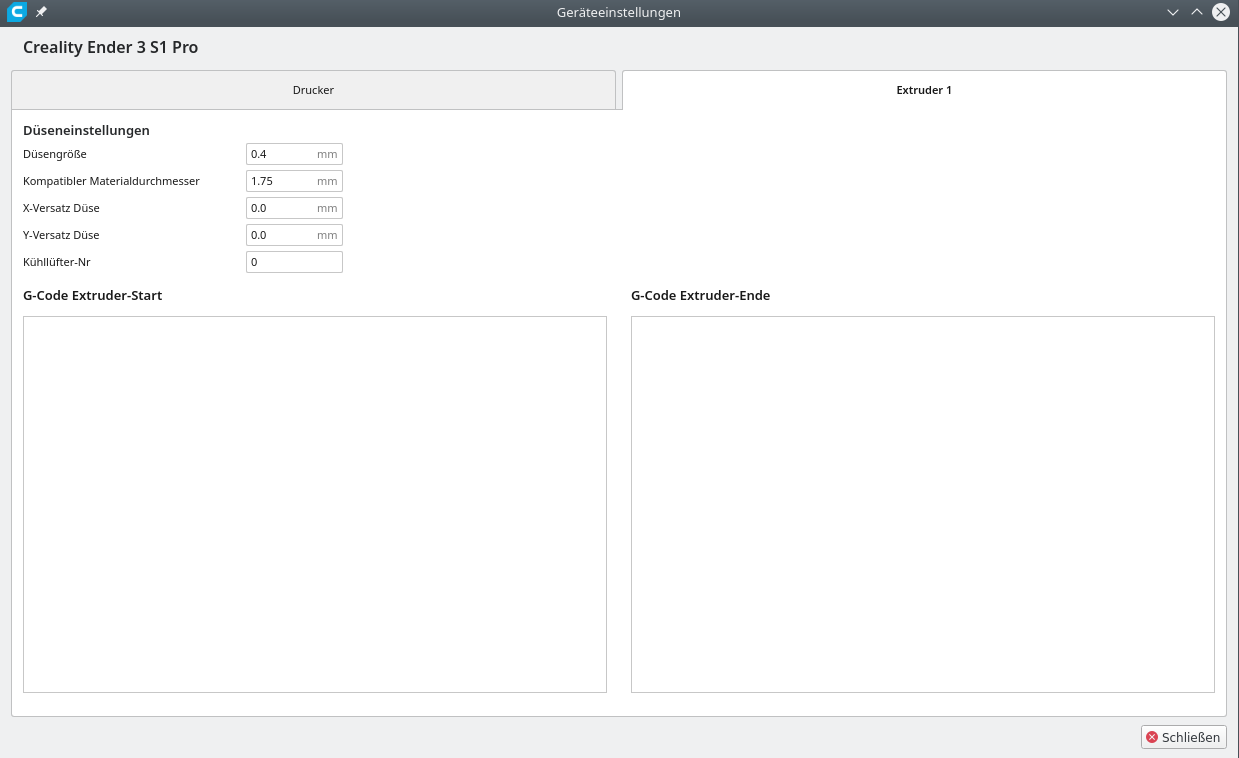 Geräteeinstellungen
Creality Ender 3 S1 Pro
Drucker
Extruder 1
Düseneinstellungen
Düsengröße 0.4 mm
Kompatibler Materialdurchmesser 1.75 mm
X-Versatz Düse 0.0 mm
Y-Versatz Düse 0.0 mm
Kühllüfter-Nr 0
G-Code Extruder-Start
G-Code Extruder-Ende
Schließen